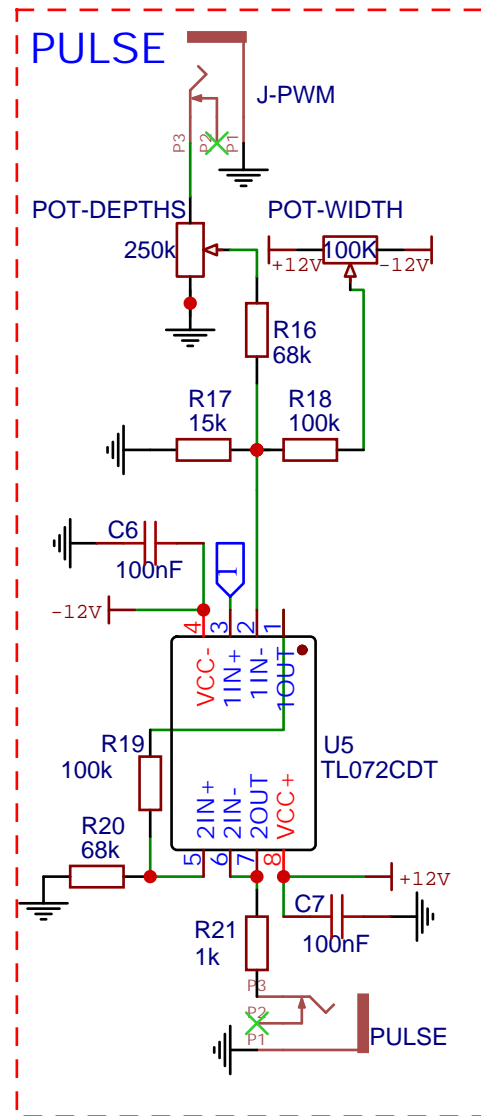 PULSE
J-PWM
P3
P2
P1
POT-DEPTHS
POT-WIDTH
250k
100K
+12V
-12V
R16
68k
R17
15k
R18
100k
C6
100nF
I
-12V
4
3
2
1
VCC-
1IN+
1IN-
1OUT
U5
TL072CDT
R19
100k
2IN+
2IN-
2OUT
VCC+
5
6
7
8
R20
68k
+12V
C7
100nF
R21
1k
P3
P2
P1
PULSE